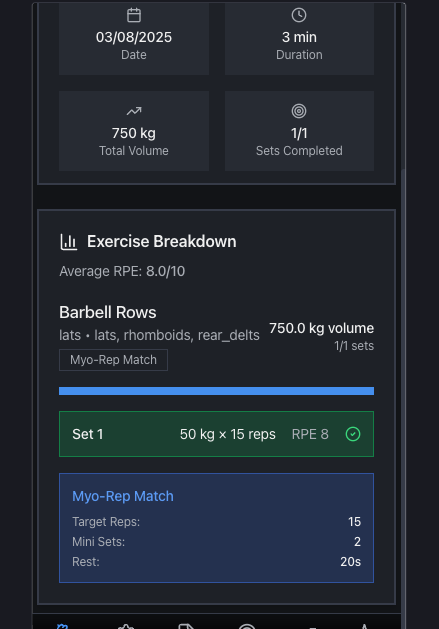 03/08/2025
Date
3 min
Duration
750 kg
Total Volume
1/1
Sets Completed
Exercise Breakdown
Average RPE: 8.0/10
Barbell Rows
lats • lats, rhomboids, rear_delts
750.0 kg volume
1/1 sets
Myo-Rep Match
Set 1 50 kg × 15 reps RPE 8
Myo-Rep Match
Target Reps: 15
Mini Sets: 2
Rest: 20s